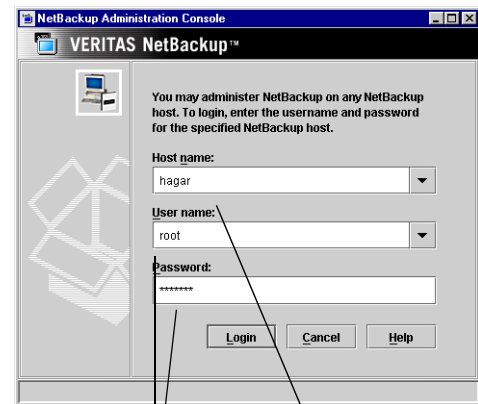 NetBackup Administration Console
VERITAS NetBackup™
You may administer NetBackup on any NetBackup
host. To login, enter the username and password
for the specified NetBackup host.
Host name:
hagar
User name:
root
Password:
*******
Login Cancel Help